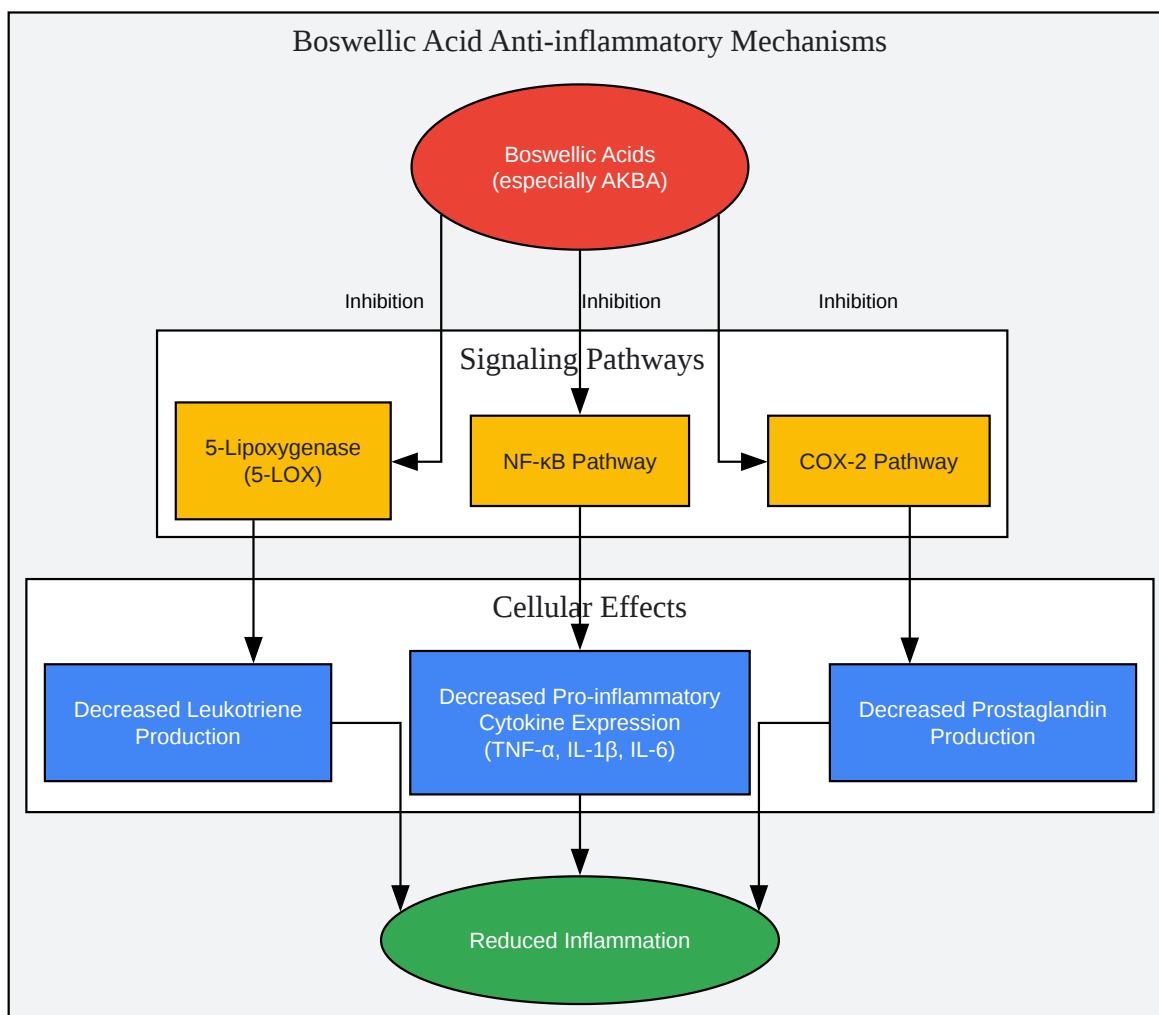 Boswellic Acid Anti-inflammatory Mechanisms
Boswellic Acids
(especially AKBA)
Inhibition
Inhibition
Inhibition
Signaling Pathways
5-Lipoxygenase
(5-LOX)
NF-κB Pathway
COX-2 Pathway
Cellular Effects
Decreased Leukotriene
Production
Decreased Pro-inflammatory
Cytokine Expression
(TNF-α, IL-1β, IL-6)
Decreased Prostaglandin
Production
Reduced Inflammation